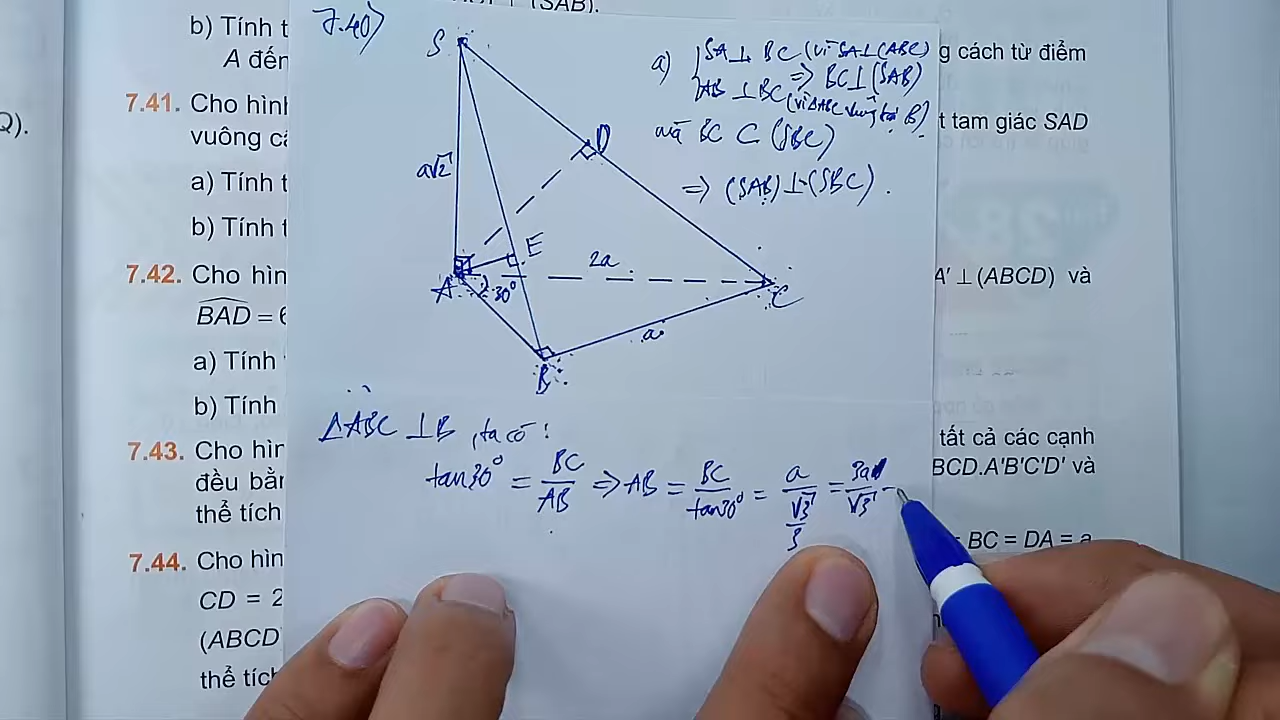 (SAB).
b) Tính t
A đến
g cách từ điểm
7.41. Cho hình
vuông câ
t tam giác SAD
a) Tính t
b) Tính t
7.42. Cho hìn
A' ⊥ (ABCD) và
BAD = 6
a) Tính
b) Tính
7.43. Cho hìn
tất cả các cạnh
đều bằn
BCD.A'B'C'D' và
thể tích
7.44. Cho hìn
BC = DA = a
CD = 2
(ABCD
thể tích
Q).
7.40)
S
D
a√2
E
A
30°
2a
C
a
B
a) { SA ⊥ BC (vì SA ⊥ (ABC)
AB ⊥ BC (vì ΔABC vuông tại B)
=> BC ⊥ (SAB)
mà BC ⊂ (SBC)
=> (SAB) ⊥ (SBC).
ΔABC ⊥ B, ta có:
tan30° = BC/AB => AB = BC/tan30° = a/(√3/3) = 3a/√3 =